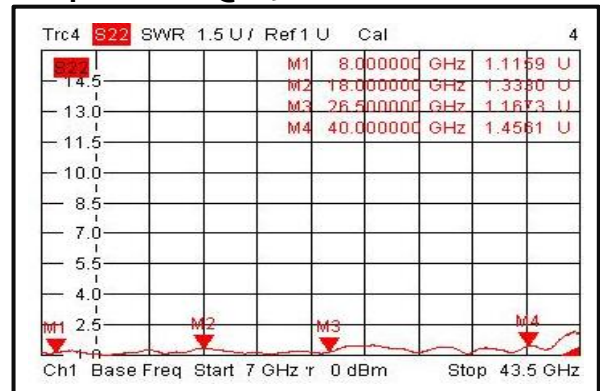 Trc4 S22 SWR 1.5 U / Ref 1 U Cal 4
S22
M1 8.000000 GHz 1.1159 U
14.5
M2 18.000000 GHz 1.3330 U
M3 26.500000 GHz 1.1673 U
13.0
M4 40.000000 GHz 1.4561 U
11.5
10.0
8.5
7.0
5.5
4.0
2.5
M1 M2 M3 M4
1.0
Ch1 Base Freq Start 7 GHz 0 dBm Stop 43.5 GHz